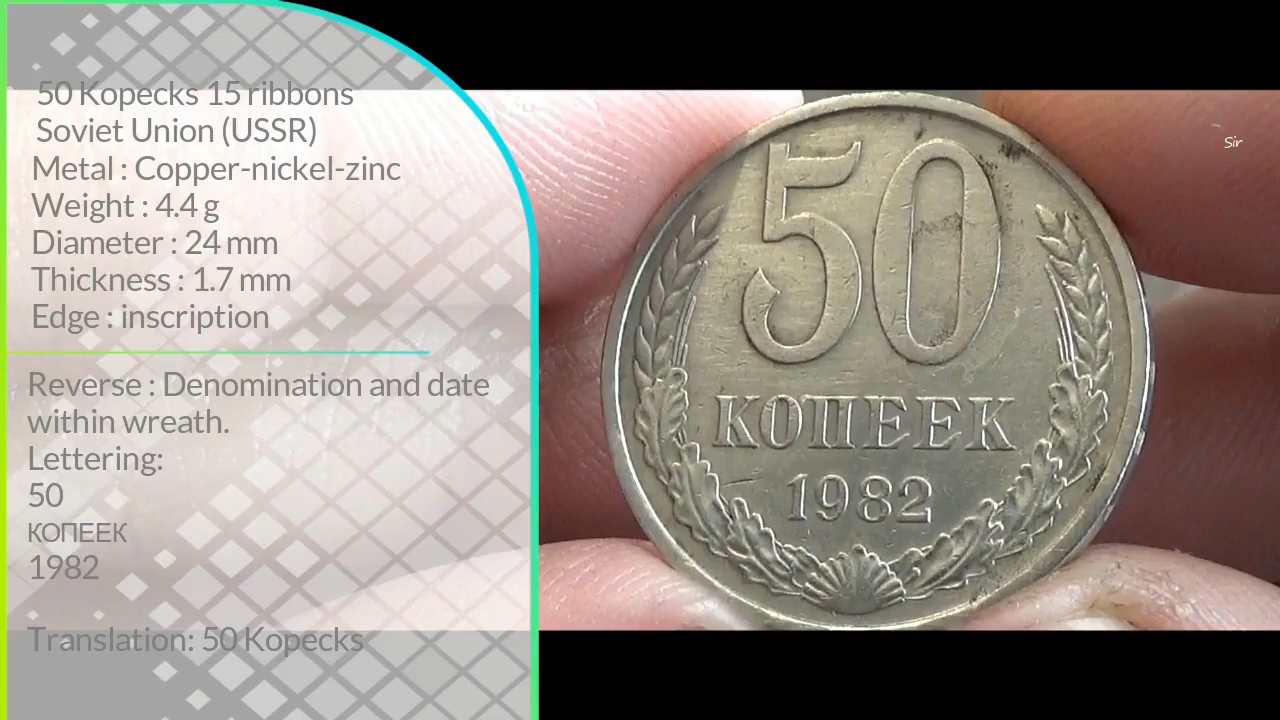 50 Kopecks 15 ribbons
Soviet Union (USSR)
Metal : Copper-nickel-zinc
Weight : 4.4 g
Diameter : 24 mm
Thickness : 1.7 mm
Edge : inscription
Reverse : Denomination and date
within wreath.
Lettering:
50
КОПЕЕК
1982
Translation: 50 Kopecks
50
КОПЕЕК
1982
Sir